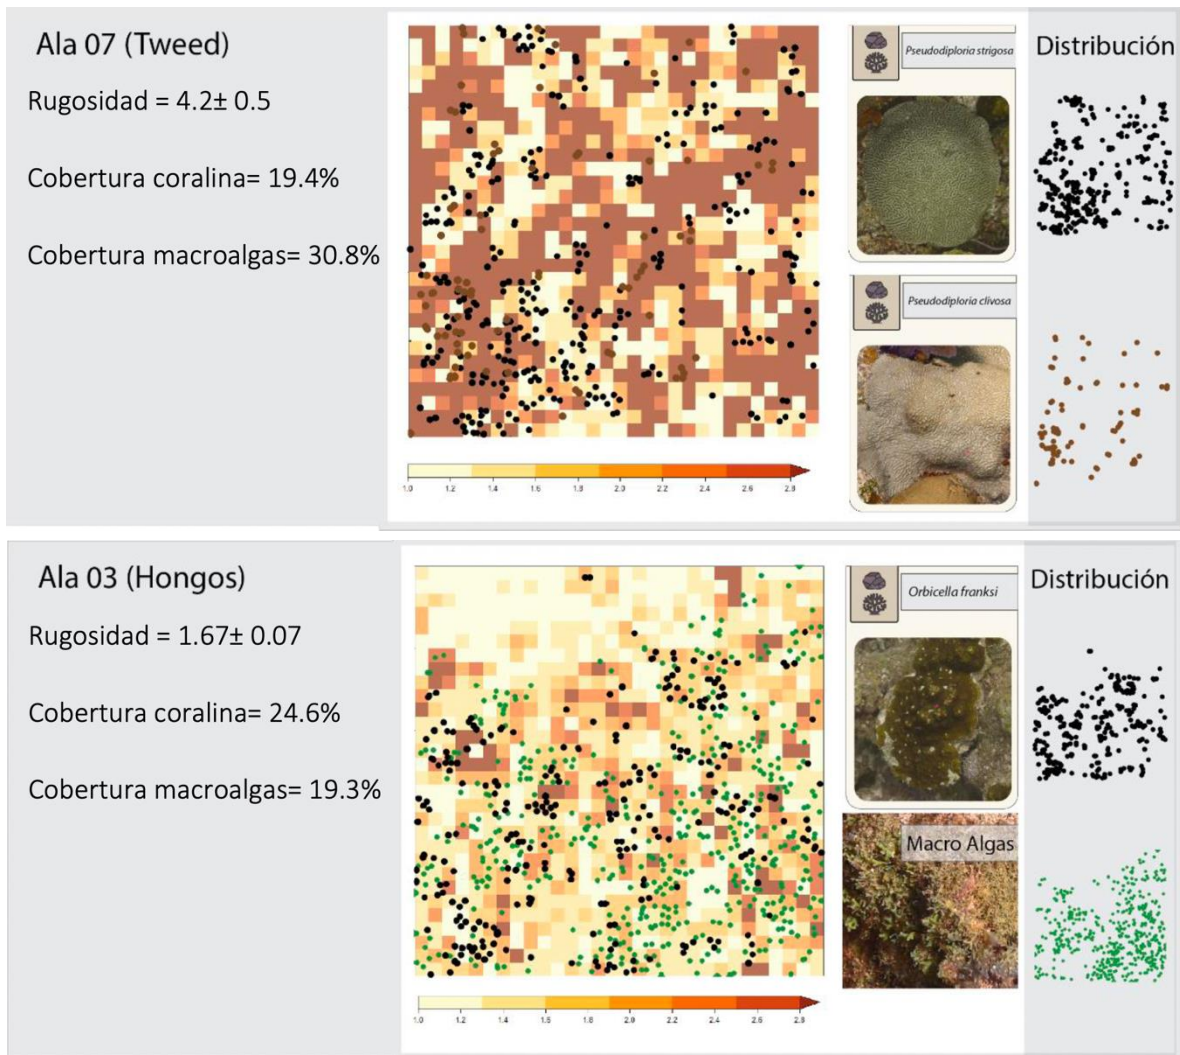 Ala 07 (Tweed)
Rugosidad = 4.2± 0.5
Cobertura coralina= 19.4%
Cobertura macroalgas= 30.8%
1.0 1.2 1.4 1.6 1.8 2.0 2.2 2.4 2.6 2.8
Pseudodiploria strigosa
Pseudodiploria clivosa
Distribución
Ala 03 (Hongos)
Rugosidad = 1.67± 0.07
Cobertura coralina= 24.6%
Cobertura macroalgas= 19.3%
1.0 1.2 1.4 1.6 1.8 2.0 2.2 2.4 2.6 2.8
Orbicella franksi
Macro Algas
Distribución